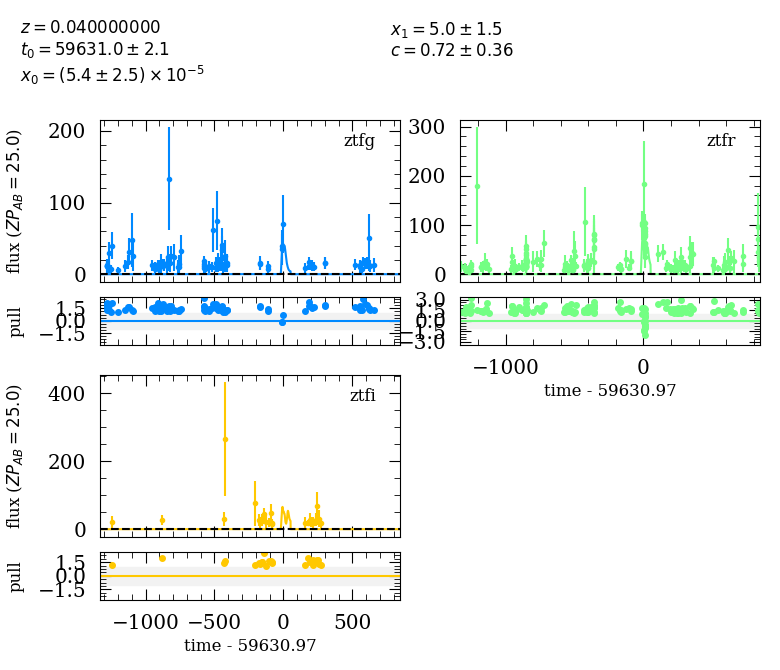 z = 0.040000000
t₀ = 59631.0 ± 2.1
x₀ = (5.4 ± 2.5) × 10⁻⁵
x₁ = 5.0 ± 1.5
c = 0.72 ± 0.36
flux (ZP_AB = 25.0)
200
100
0
ztfg
300
200
100
0
ztfr
pull
1.5
0.0
−1.5
3.0
1.5
0.0
−1.5
−3.0
−1000
0
time - 59630.97
flux (ZP_AB = 25.0)
400
200
0
ztfi
pull
1.5
0.0
−1.5
−1000
−500
0
500
time - 59630.97